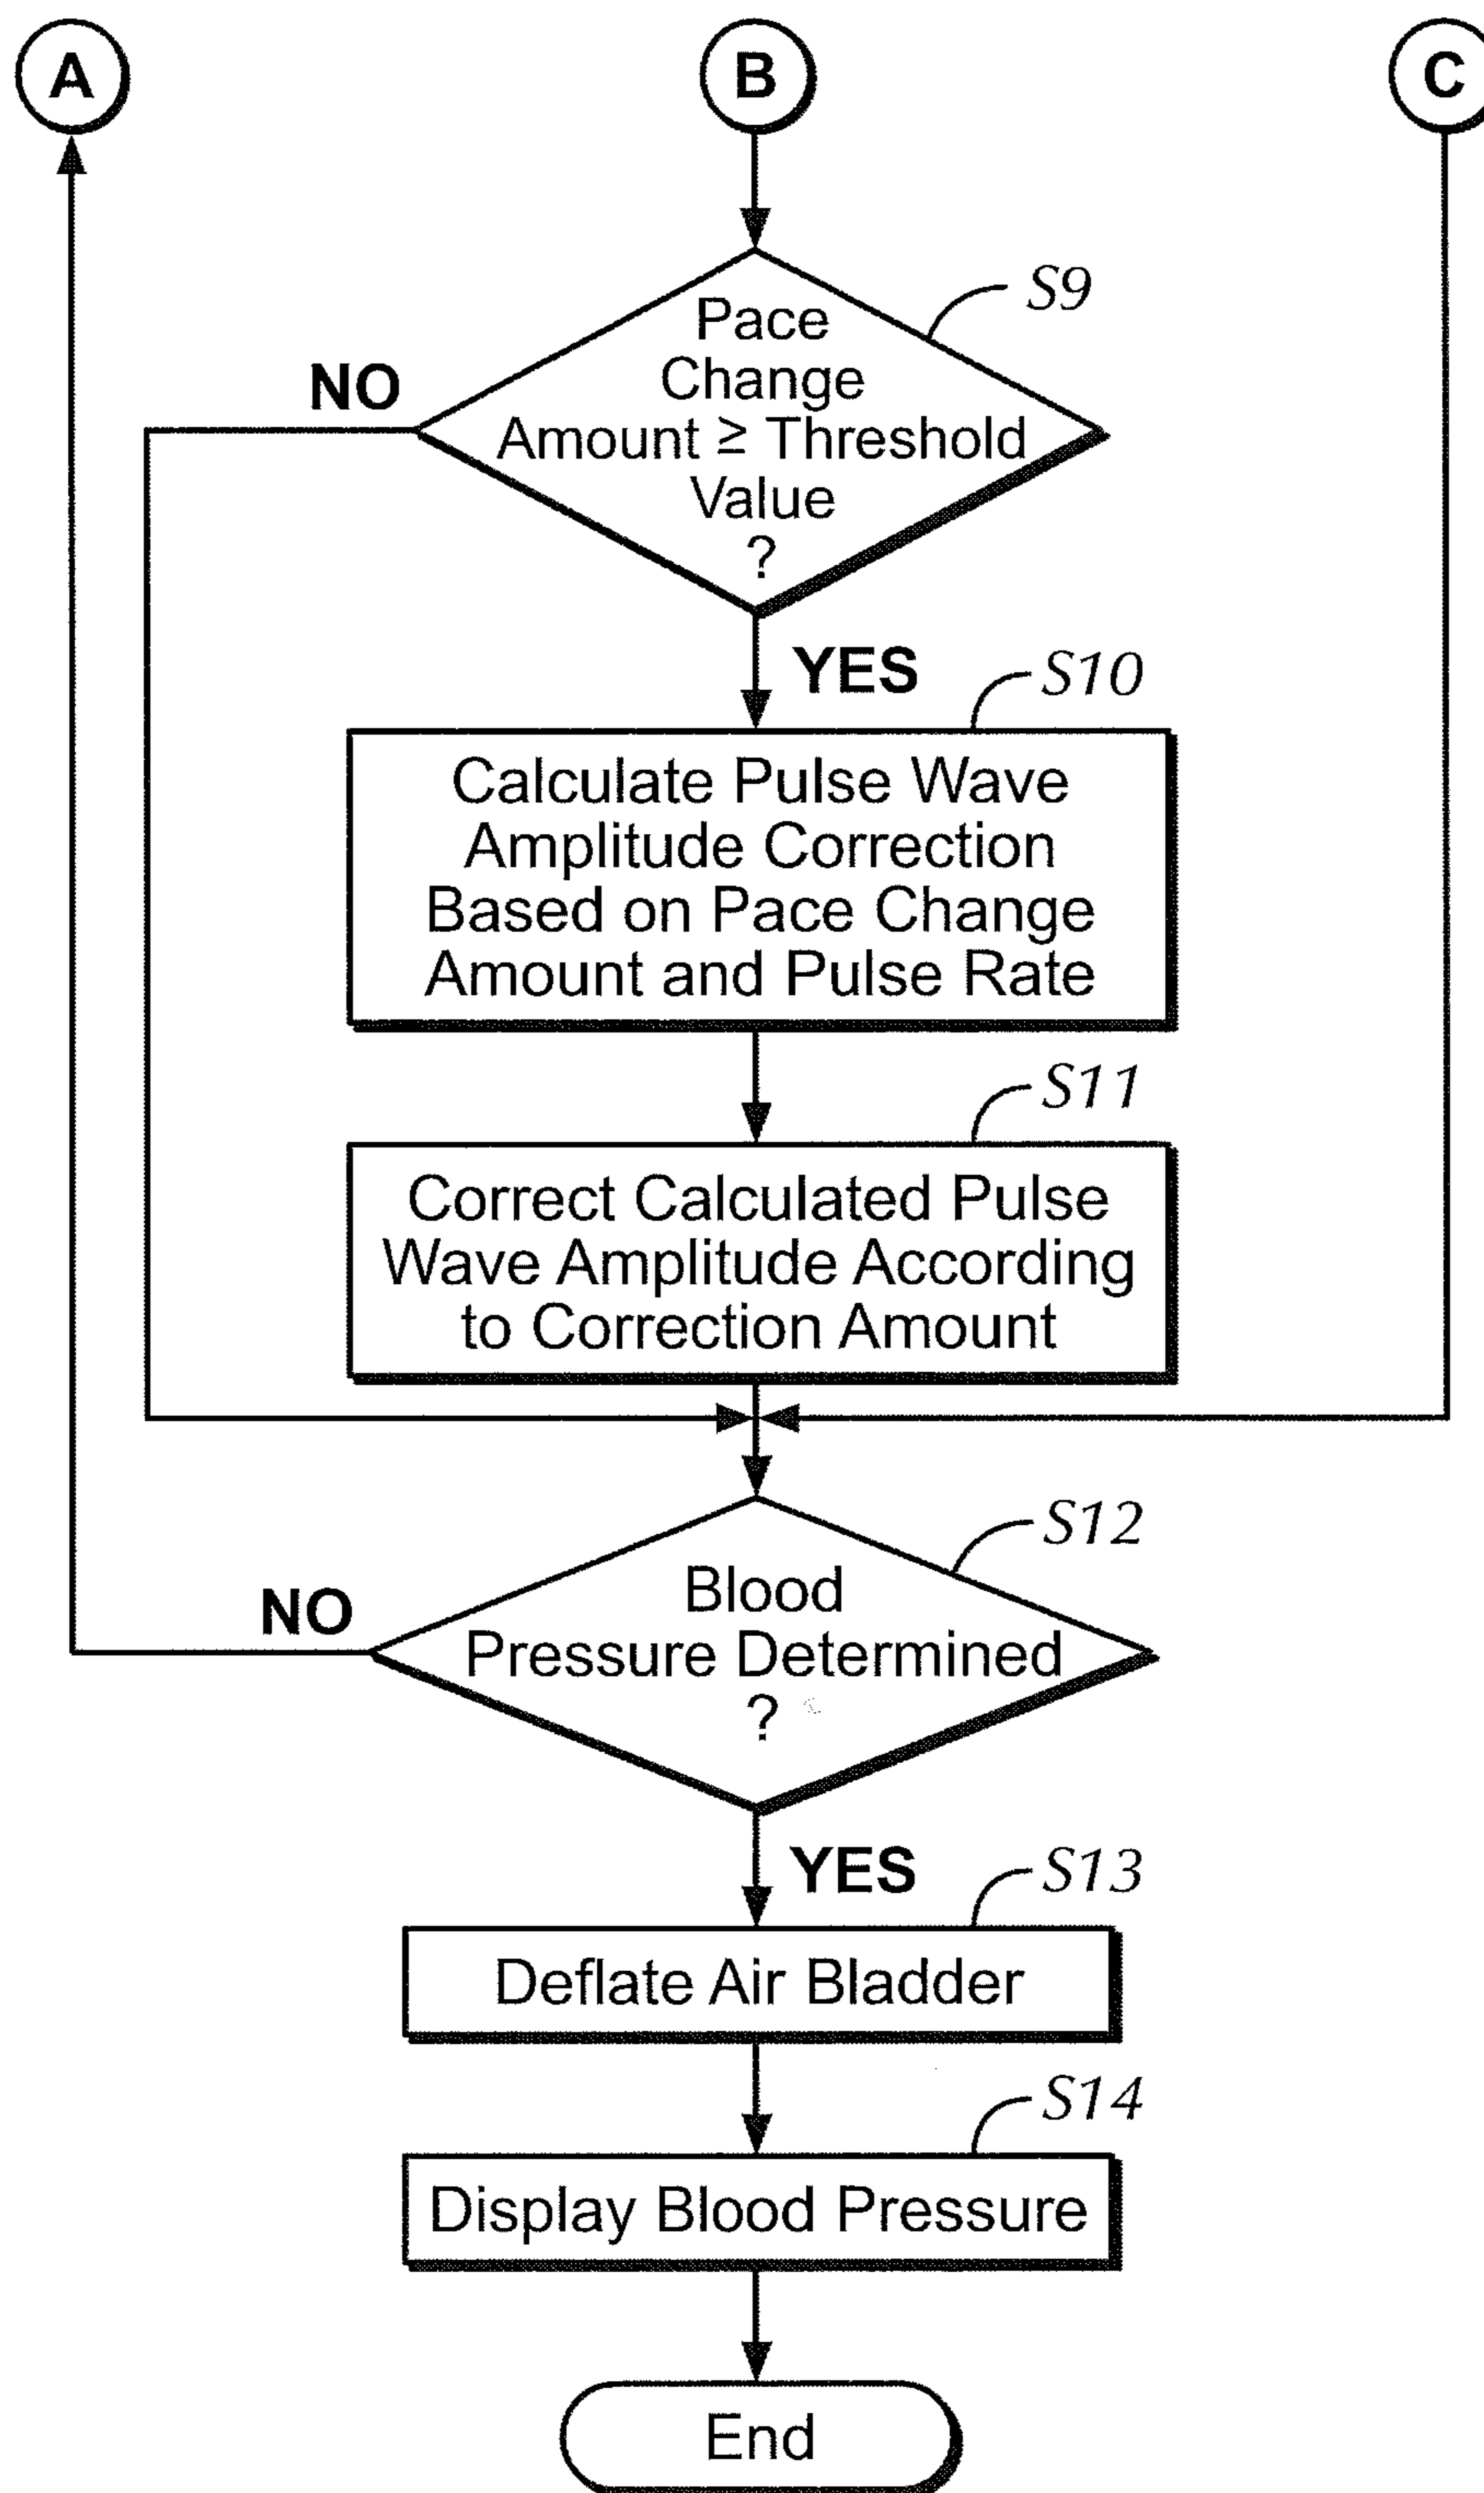 A
B
C
S9
Pace
Change
Amount ≥ Threshold
Value
?
NO
YES
S10
Calculate Pulse Wave
Amplitude Correction
Based on Pace Change
Amount and Pulse Rate
S11
Correct Calculated Pulse
Wave Amplitude According
to Correction Amount
S12
Blood
Pressure Determined
?
NO
YES
S13
Deflate Air Bladder
S14
Display Blood Pressure
End